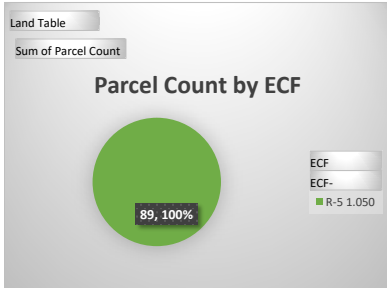 Land Table
Sum of Parcel Count
Parcel Count by ECF
89, 100%
ECF
ECF-
R-5 1.050